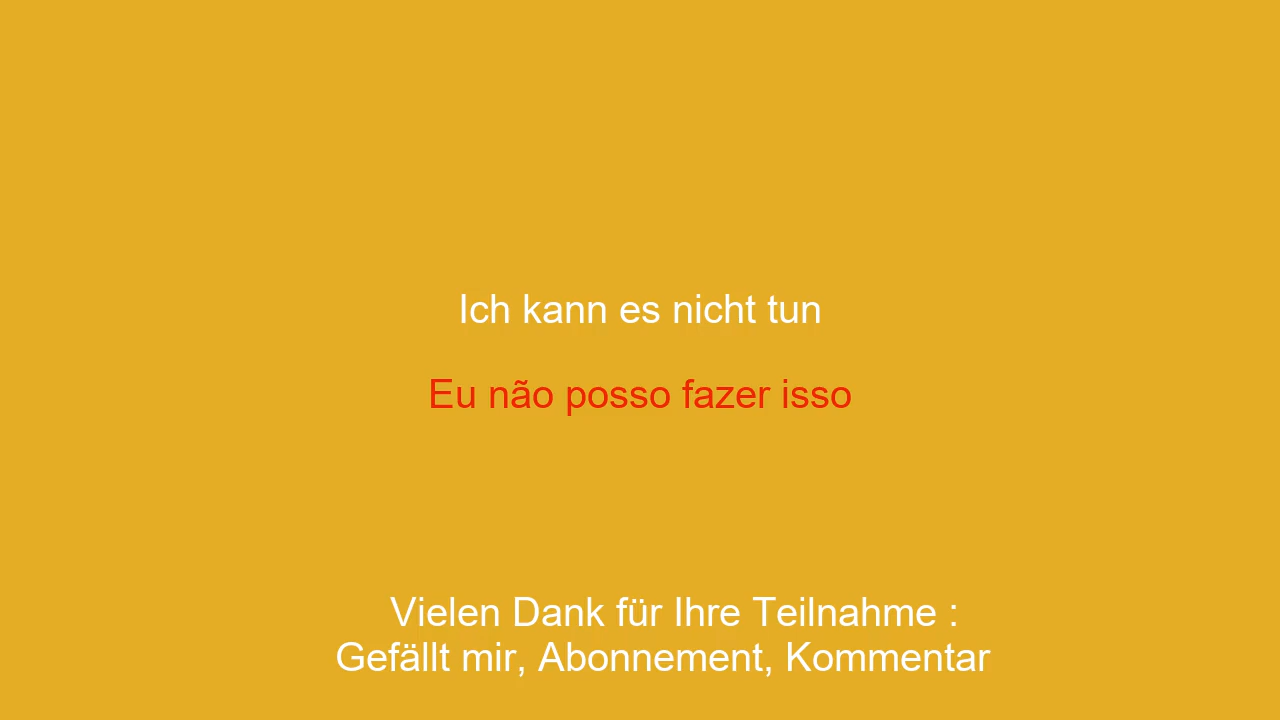 Ich kann es nicht tun
Eu não posso fazer isso
Vielen Dank für Ihre Teilnahme :
Gefällt mir, Abonnement, Kommentar